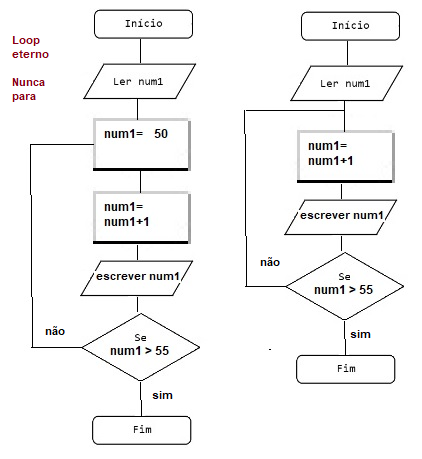 Início
Loop
eterno
Nunca
para
Ler num1
num1= 50
num1=
num1+1
escrever num1
não
Se
num1 > 55
sim
Fim
Início
Ler num1
num1=
num1+1
escrever num1
não
Se
num1 > 55
sim
Fim